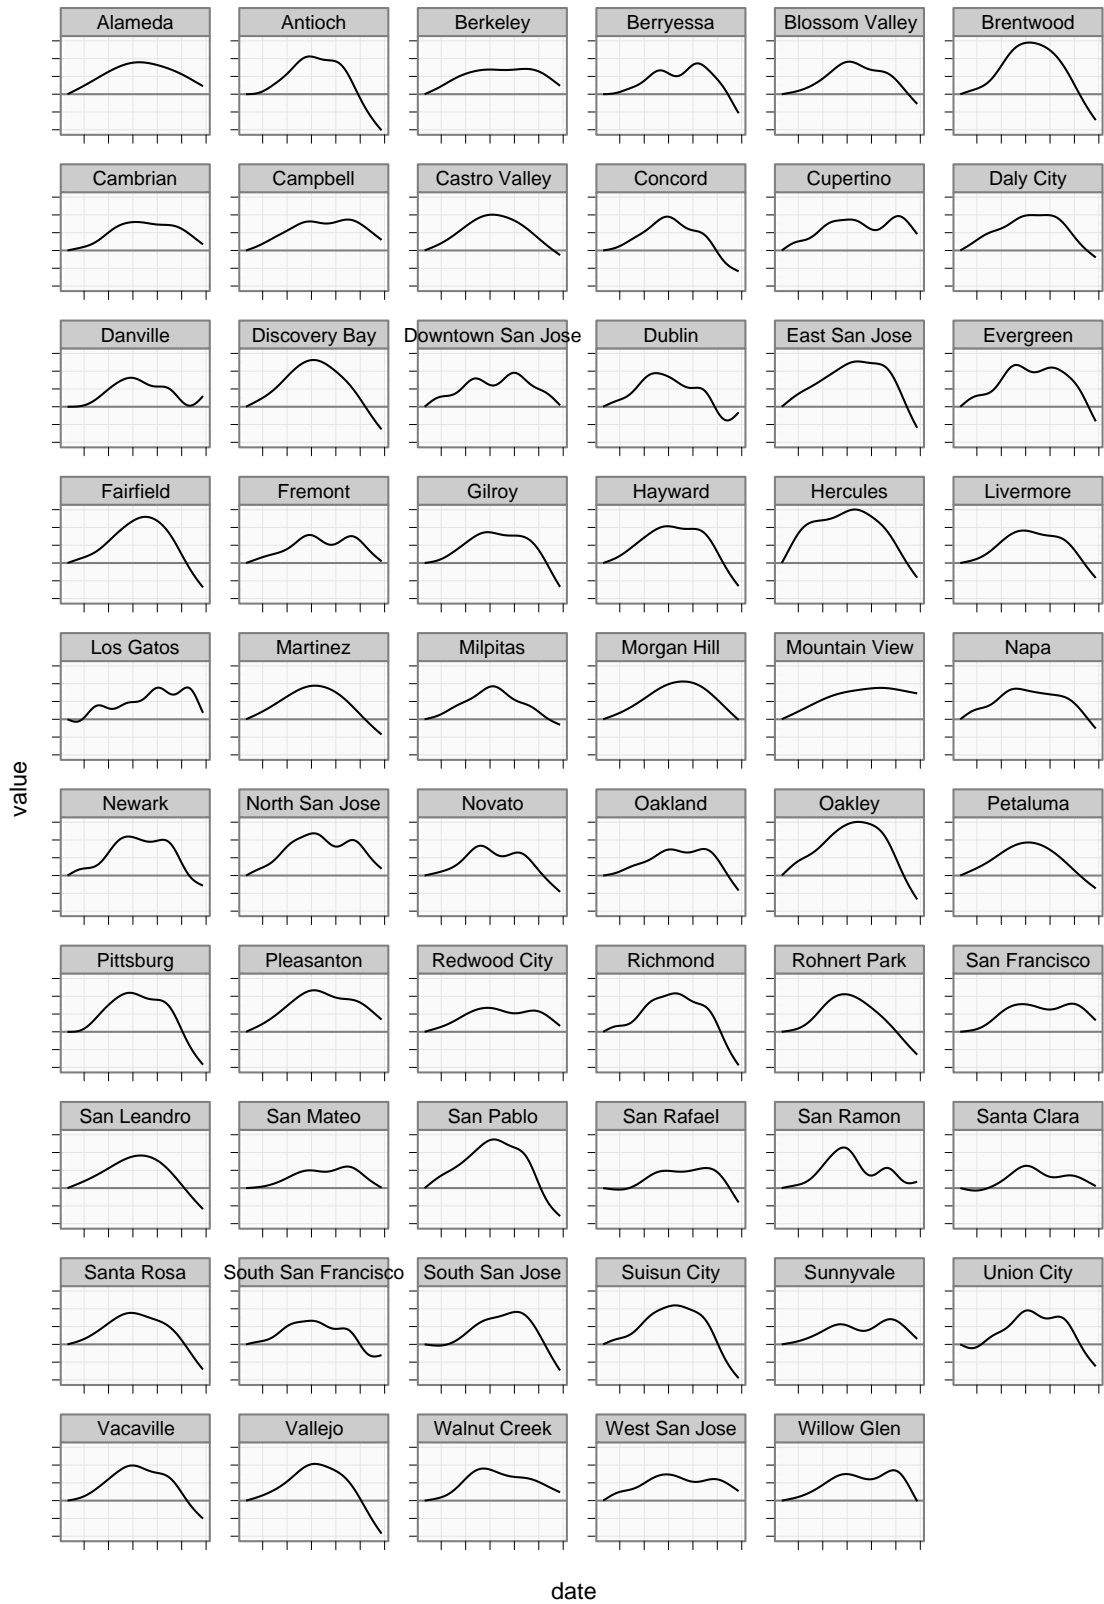 Alameda Antioch Berkeley Berryessa Blossom Valley Brentwood
Cambrian Campbell Castro Valley Concord Cupertino Daly City
Danville Discovery Bay Downtown San Jose Dublin East San Jose Evergreen
Fairfield Fremont Gilroy Hayward Hercules Livermore
Los Gatos Martinez Milpitas Morgan Hill Mountain View Napa
value
Newark North San Jose Novato Oakland Oakley Petaluma
Pittsburg Pleasanton Redwood City Richmond Rohnert Park San Francisco
San Leandro San Mateo San Pablo San Rafael San Ramon Santa Clara
Santa Rosa South San Francisco South San Jose Suisun City Sunnyvale Union City
Vacaville Vallejo Walnut Creek West San Jose Willow Glen
date